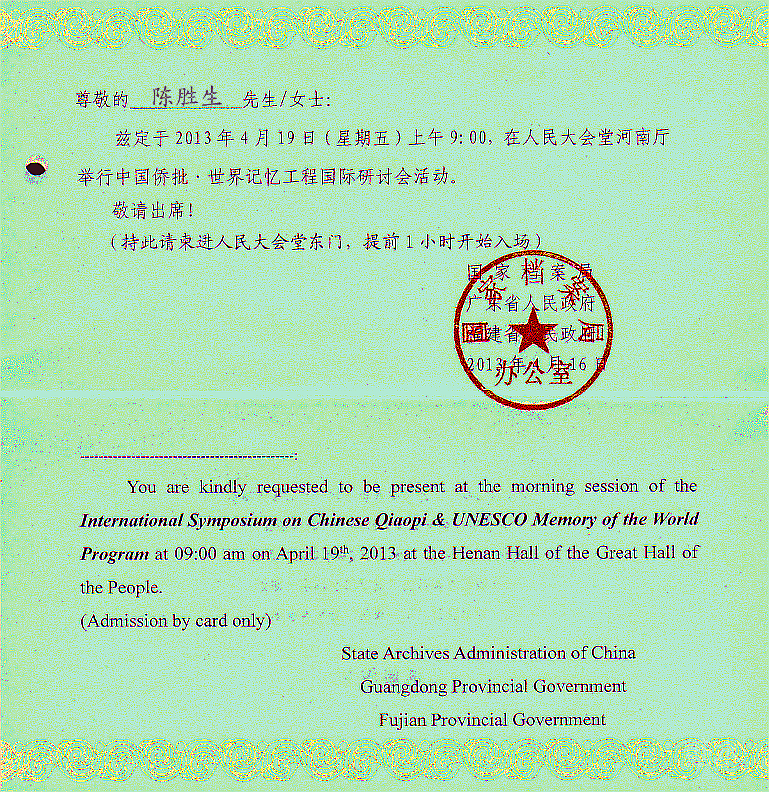 尊敬的 陈胜生 先生/女士:
兹定于 2013 年 4 月 19 日（星期五）上午 9:00, 在人民大会堂河南厅
举行中国侨批·世界记忆工程国际研讨会活动。
敬请出席!
（持此请柬进人民大会堂东门, 提前 1 小时开始入场）
国家档案局
广东省人民政府
福建省人民政府
2013 年 4 月 16 日
国家档案局
办公室
You are kindly requested to be present at the morning session of the
International Symposium on Chinese Qiaopi & UNESCO Memory of the World
Program at 09:00 am on April 19th, 2013 at the Henan Hall of the Great Hall of
the People.
(Admission by card only)
State Archives Administration of China
Guangdong Provincial Government
Fujian Provincial Government